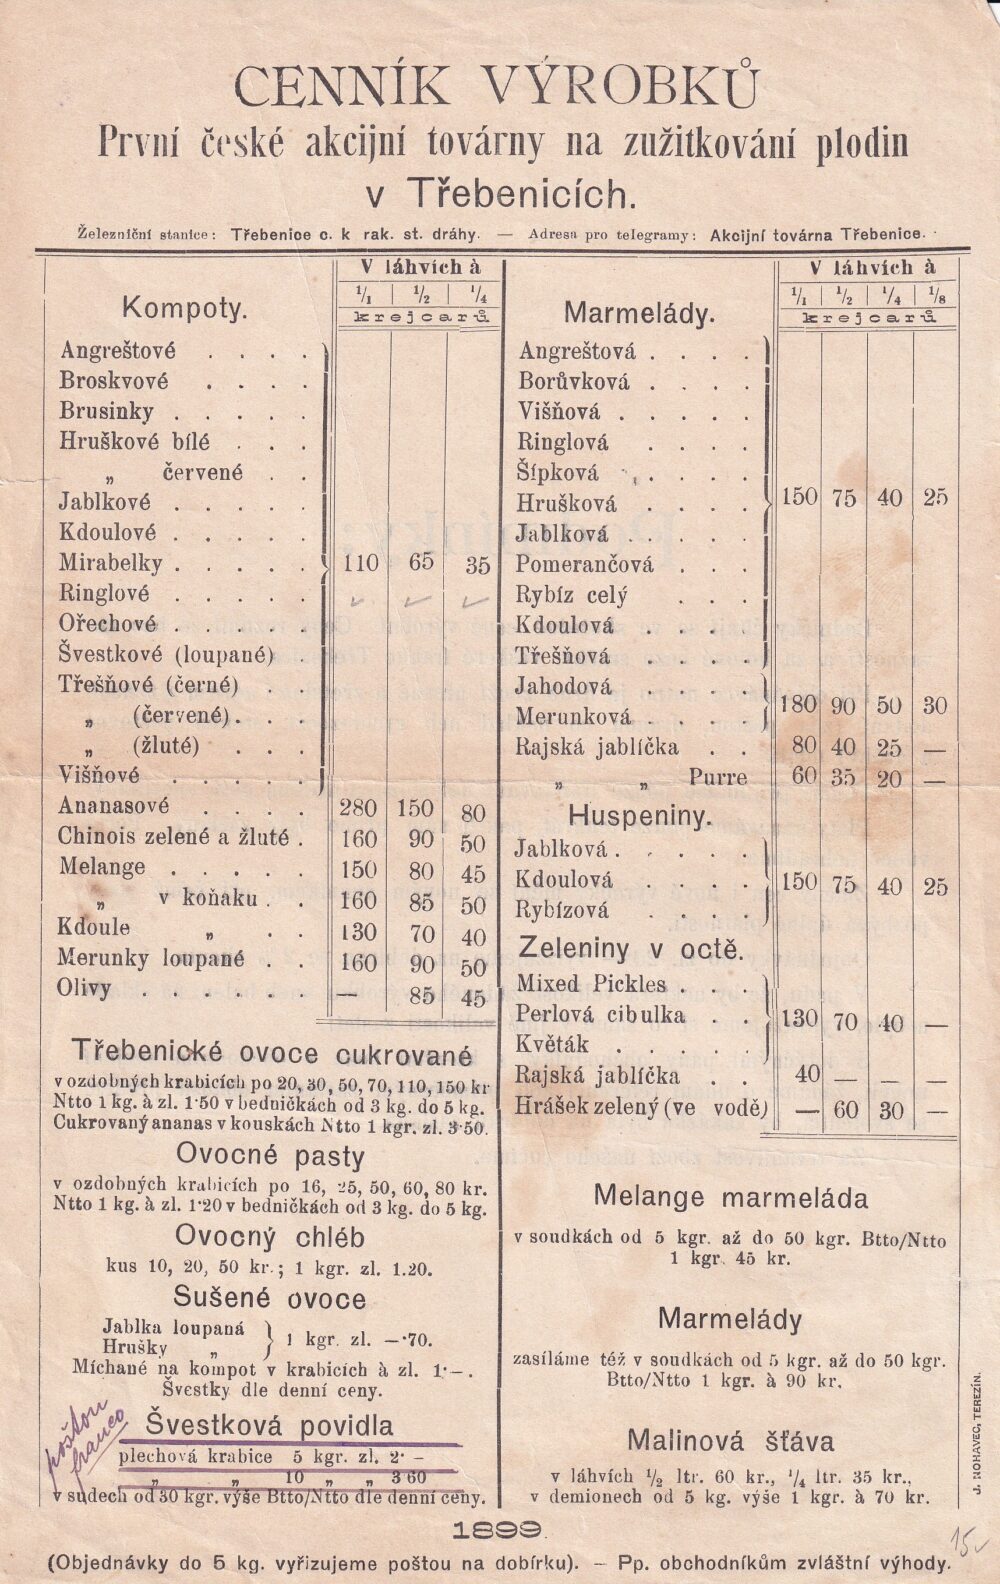 CENNÍK VÝROBKŮ
První české akcijní továrny na zužitkování plodin
v Třebenicích.
Železniční stanice: Třebenice c. k rak. st. dráhy. — Adresa pro telegramy: Akcijní továrna Třebenice.
Kompoty.
V láhvích à
1/1 | 1/2 | 1/4
krejcarů
Angreštové . . . .
Broskvové . . . .
Brusinky . . . . .
Hruškové bílé . . .
„ červené . .
Jablkové . . . . .
Kdoulové . . . . .
Mirabelky . . . . . 110 65 35
Ringlové . . . . .
Ořechové . . . . .
Švestkové (loupané) .
Třešňové (černé) . .
„ (červené) . . .
„ (žluté) . . .
Višňové . . . . .
Ananasové . . . . 280 150 80
Chinois zelené a žluté . 160 90 50
Melange . . . . . 150 80 45
„ v koňaku . . 160 85 50
Kdoule „ . . 130 70 40
Merunky loupané . . 160 90 50
Olivy . . . . . . — 85 45
Třebenické ovoce cukrované
v ozdobných krabicích po 20, 30, 50, 70, 110, 150 kr
Ntto 1 kg. à zl. 1·50 v bedničkách od 3 kg. do 5 kg.
Cukrovaný ananas v kouskách Ntto 1 kgr. zl. 3·50.
Ovocné pasty
v ozdobných krabicích po 16, 25, 50, 60, 80 kr.
Ntto 1 kg. à zl. 1·20 v bedničkách od 3 kg. do 5 kg.
Ovocný chléb
kus 10, 20, 50 kr.; 1 kgr. zl. 1.20.
Sušené ovoce
Jablka loupaná
Hrušky „ } 1 kgr. zl. —·70.
Míchané na kompot v krabicích à zl. 1·—.
Švestky dle denní ceny.
poštou
franco
Švestková povidla
plechová krabice 5 kgr. zl. 2·—
„ „ 10 „ „ 3 60
v sudech od 30 kgr. výše Btto/Ntto dle denní ceny.
Marmelády.
V láhvích à
1/1 | 1/2 | 1/4 | 1/8
krejcarů
Angreštová . . . .
Borůvková . . . .
Višňová . . . . .
Ringlová . . . .
Šípková . . . .
Hrušková . . . . 150 75 40 25
Jablková . . . .
Pomerančová . . .
Rybíz celý . . .
Kdoulová . . . .
Třešňová . . . .
Jahodová . . . .
Merunková . . . . 180 90 50 30
Rajská jablíčka . . 80 40 25 —
„ „ Purre 60 35 20 —
Huspeniny.
Jablková . . . . .
Kdoulová . . . . 150 75 40 25
Rybízová . . . .
Zeleniny v octě.
Mixed Pickles . . .
Perlová cibulka . . 130 70 40 —
Květák . . . . .
Rajská jablíčka . . 40 — — —
Hrášek zelený (ve vodě) — 60 30 —
Melange marmeláda
v soudkách od 5 kgr. až do 50 kgr. Btto/Ntto
1 kgr. 45 kr.
Marmelády
zasíláme též v soudkách od 5 kgr. až do 50 kgr.
Btto/Ntto 1 kgr. à 90 kr.
Malinová šťáva
v láhvích 1/2 ltr. 60 kr., 1/4 ltr. 35 kr.,
v demionech od 5 kg. výše 1 kgr. à 70 kr.
J. NOHAVEC, TEREZÍN.
1899.
(Objednávky do 5 kg. vyřizujeme poštou na dobírku). — Pp. obchodníkům zvláštní výhody.